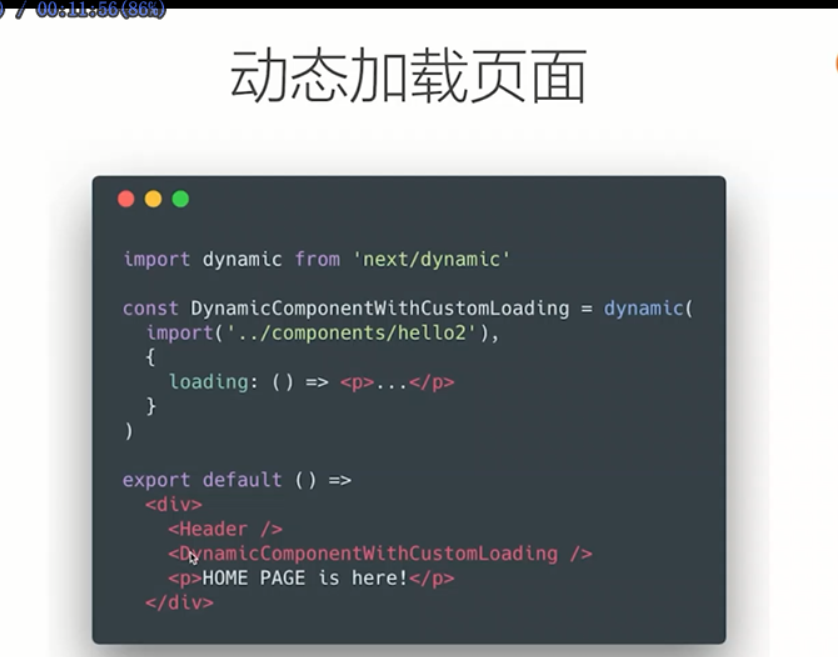 / 00:11:56(86%)
动态加载页面
import dynamic from 'next/dynamic'
const DynamicComponentWithCustomLoading = dynamic(
import('../components/hello2'),
{
loading: () => <p>...</p>
}
)
export default () =>
<div>
<Header />
<DynamicComponentWithCustomLoading />
<p>HOME PAGE is here!</p>
</div>